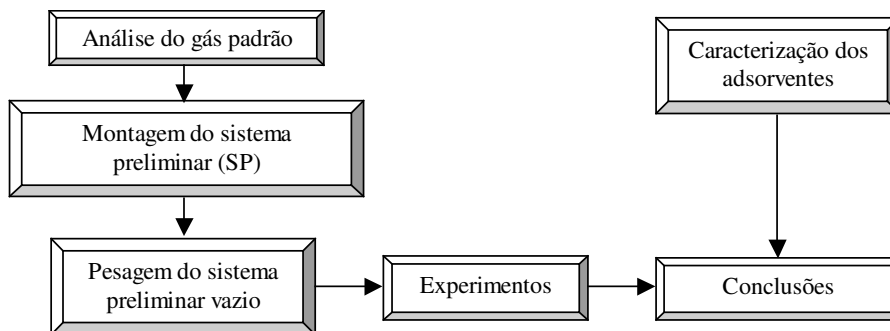 Análise do gás padrão
Caracterização dos
adsorventes
Montagem do sistema
preliminar (SP)
Pesagem do sistema
preliminar vazio
Experimentos
Conclusões